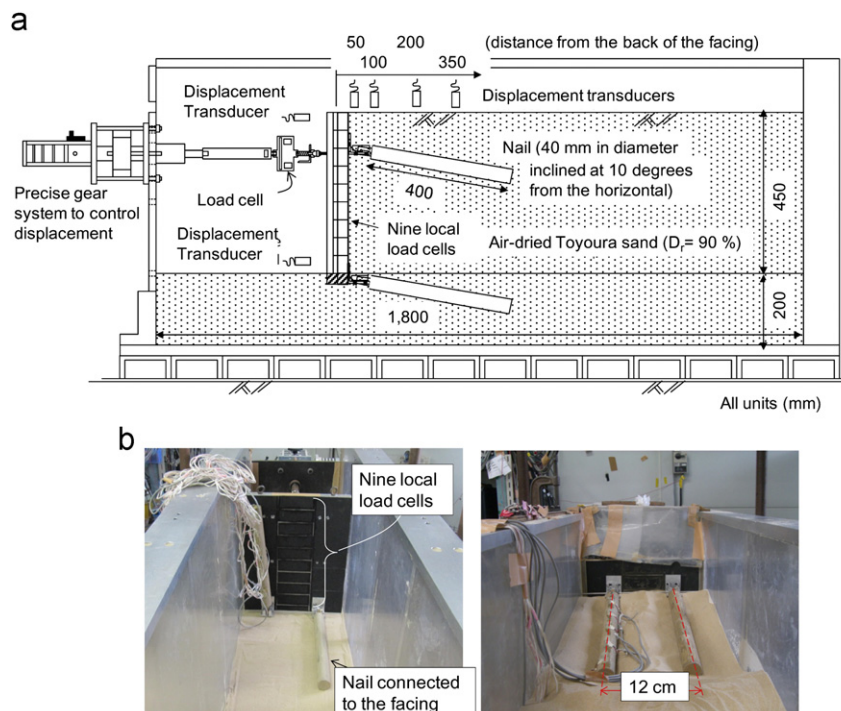 a
50 200 (distance from the back of the facing)
100 350
Displacement
Transducer
Displacement transducers
Nail (40 mm in diameter
inclined at 10 degrees
from the horizontal)
400
450
Precise gear
system to control
displacement
Load cell
Nine local
load cells
Displacement
Transducer
Air-dried Toyoura sand (Dr= 90 %)
1,800
200
All units (mm)
b
Nine local
load cells
Nail connected
to the facing
12 cm